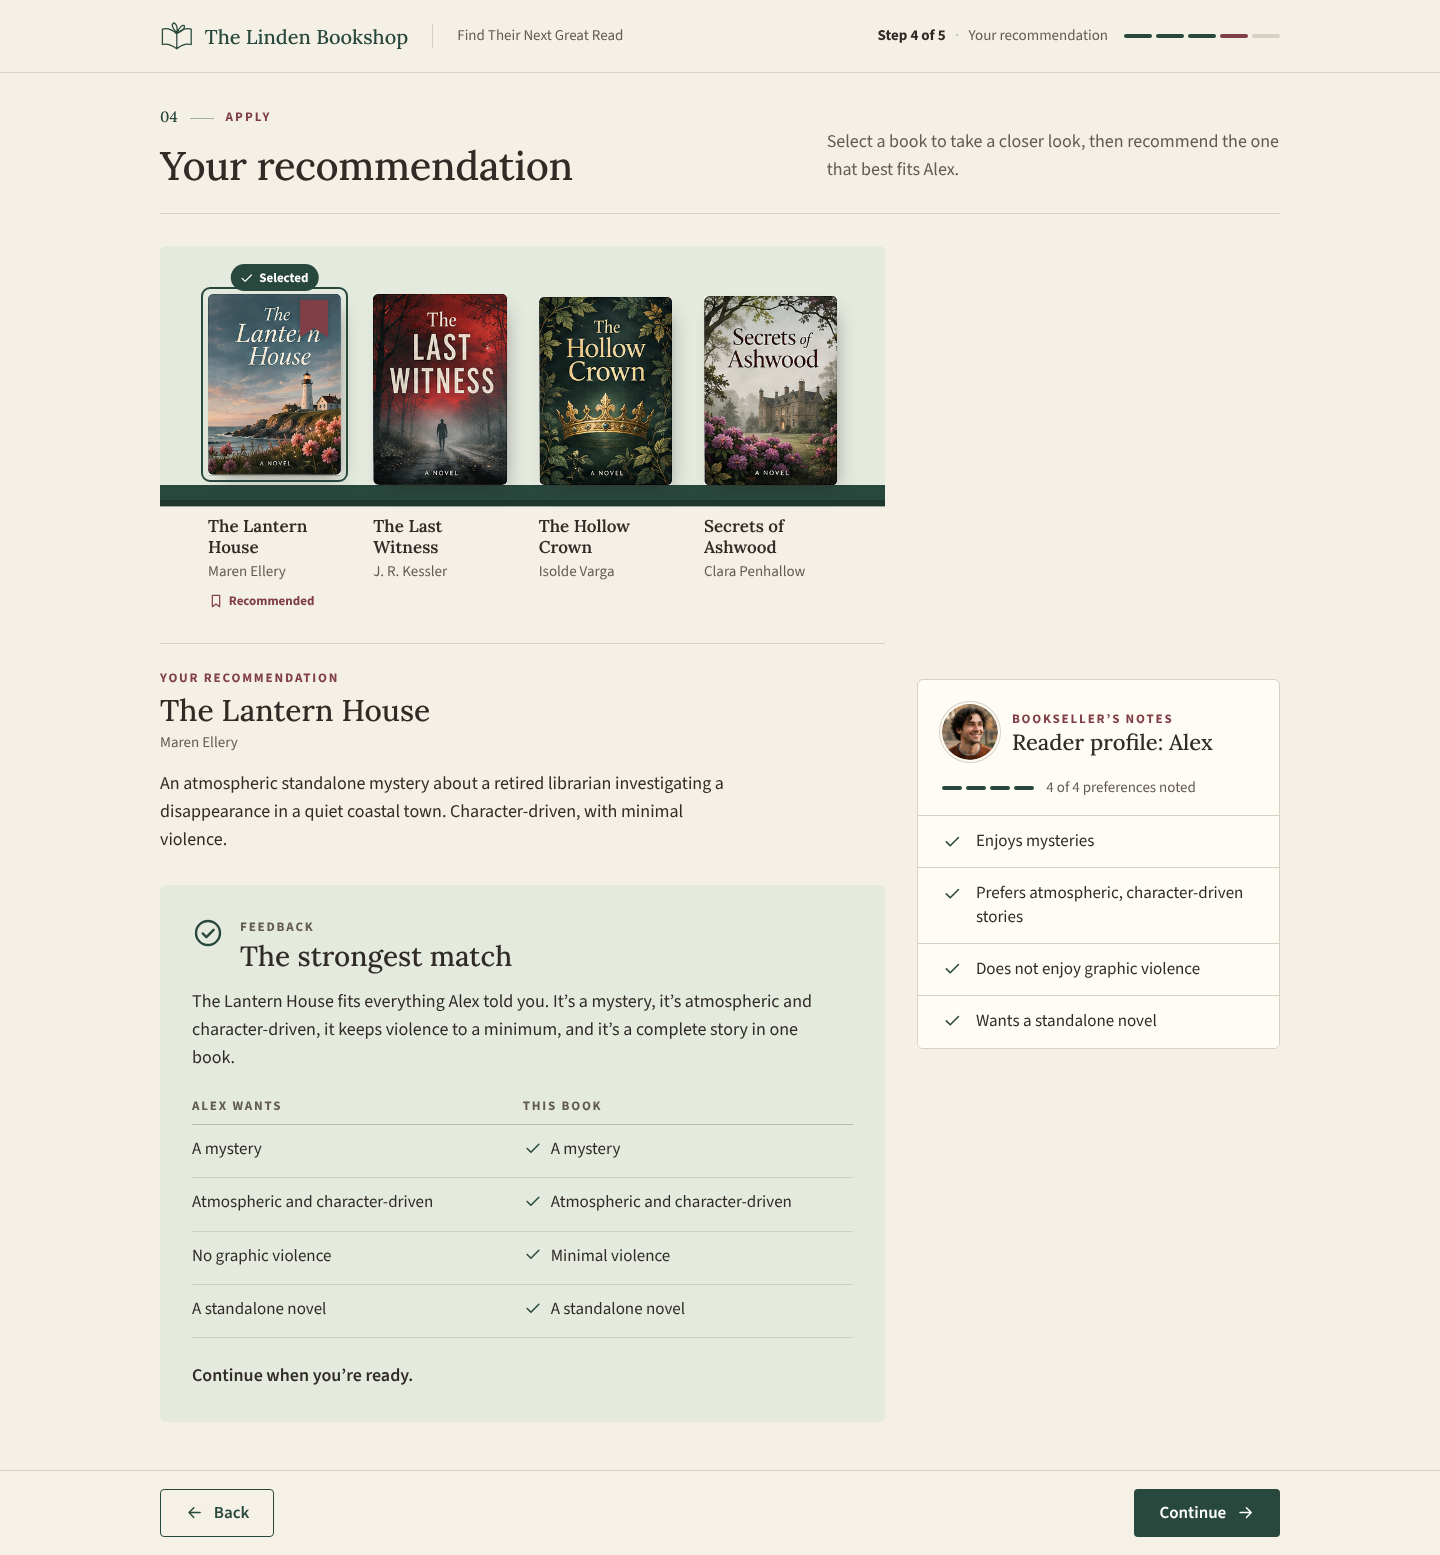 The Linden Bookshop
Find Their Next Great Read
Step 4 of 5 · Your recommendation
04 — APPLY
Your recommendation
Select a book to take a closer look, then recommend the one
that best fits Alex.
Selected
The
Lantern
House
A NOVEL
The
LAST
WITNESS
A NOVEL
The
Hollow
Crown
A NOVEL
Secrets of
Ashwood
A NOVEL
The Lantern
House
Maren Ellery
Recommended
The Last
Witness
J. R. Kessler
The Hollow
Crown
Isolde Varga
Secrets of
Ashwood
Clara Penhallow
YOUR RECOMMENDATION
The Lantern House
Maren Ellery
An atmospheric standalone mystery about a retired librarian investigating a
disappearance in a quiet coastal town. Character-driven, with minimal
violence.
FEEDBACK
The strongest match
The Lantern House fits everything Alex told you. It’s a mystery, it’s atmospheric and
character-driven, it keeps violence to a minimum, and it’s a complete story in one
book.
ALEX WANTS
THIS BOOK
A mystery
A mystery
Atmospheric and character-driven
Atmospheric and character-driven
No graphic violence
Minimal violence
A standalone novel
A standalone novel
Continue when you’re ready.
BOOKSELLER’S NOTES
Reader profile: Alex
4 of 4 preferences noted
Enjoys mysteries
Prefers atmospheric, character-driven
stories
Does not enjoy graphic violence
Wants a standalone novel
Back
Continue